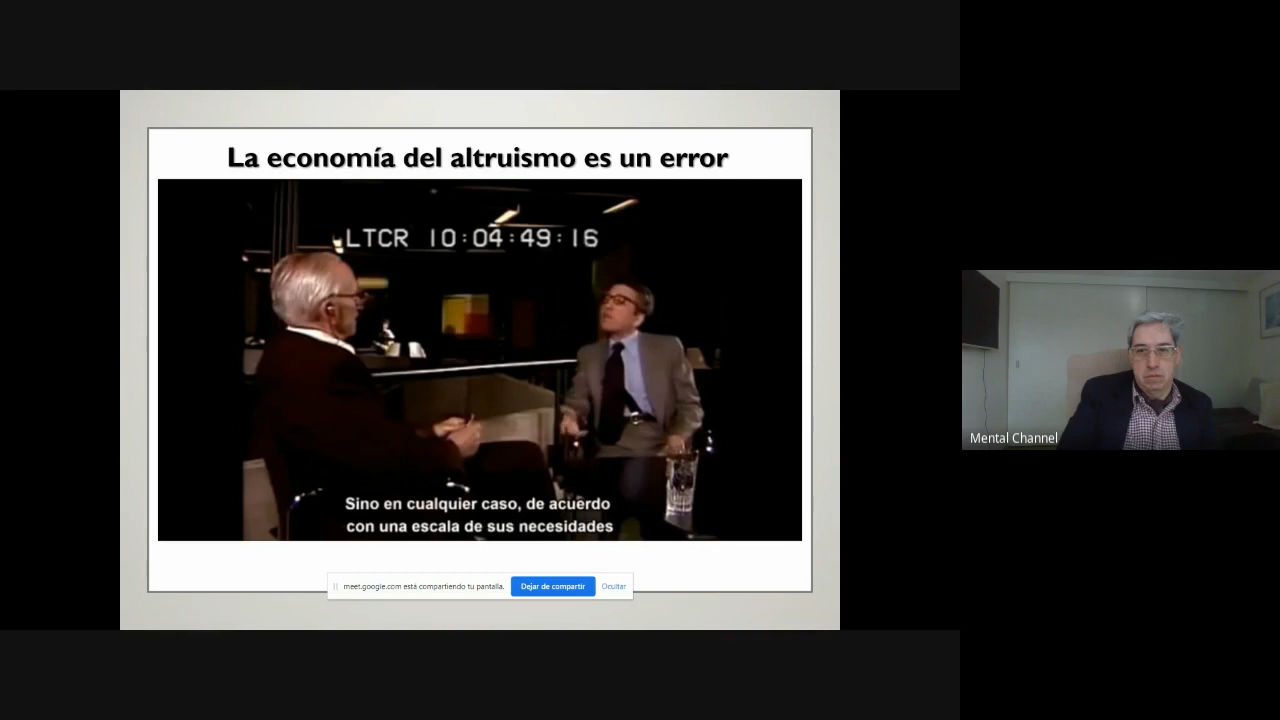 La economía del altruismo es un error
LTCR 10:04:49:16
Sino en cualquier caso, de acuerdo
con una escala de sus necesidades
meet.google.com está compartiendo tu pantalla.
Dejar de compartir
Ocultar
Mental Channel